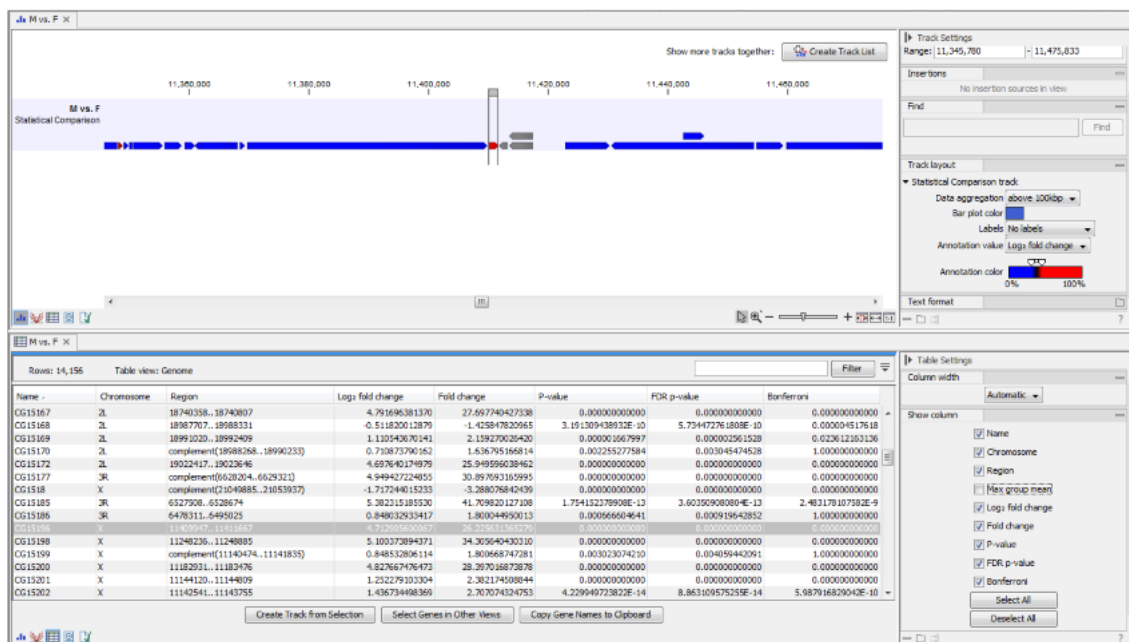 M vs. F
Track Settings
Range: 11,345,780 - 11,475,833
Show more tracks together: Create Track List
11,360,000 11,380,000 11,400,000 11,420,000 11,440,000 11,460,000
Insertions
No insertion sources in view
M vs. F
Statistical Comparison
Find
Find
Track layout
Statistical Comparison track
Data aggregation above 100kbp
Bar plot color
Labels No labels
Annotation value Log₂ fold change
Annotation color
0% 100%
Text format
M vs. F
Rows: 14,156 Table view: Genome Filter
Name Chromosome Region Log₂ fold change Fold change P-value FDR p-value Bonferroni
CG15167 2L 18740358..18740807 4.791696381370 27.697740427338 0.000000000000 0.000000000000 0.000000000000
CG15168 2L 18987707..18988331 -0.511820012879 -1.425847820965 3.191309438932E-10 5.734472761808E-10 0.000004517618
CG15169 2L 18991020..18992409 1.110543670141 2.159270026420 0.000001667997 0.000002561528 0.023612163136
CG15170 2L complement(18988268..18990233) 0.710873790162 1.636795166814 0.002255277584 0.003045474528 1.000000000000
CG15172 2L 19022417..19023646 4.697640174979 25.949596038462 0.000000000000 0.000000000000 0.000000000000
CG15177 3R complement(6628204..6629321) 4.949427224855 30.897693165995 0.000000000000 0.000000000000 0.000000000000
CG1518 X complement(21049885..21053937) -1.717244015233 -3.288076842439 0.000000000000 0.000000000000 0.000000000000
CG15185 3R 6527508..6528674 5.382315185530 41.709820127108 1.754152378908E-13 3.603509080804E-13 2.483178107582E-9
CG15186 3R 6478311..6495025 0.848032933417 1.800044950013 0.000666604641 0.000919642852 1.000000000000
CG15196 X 11409947..11411667 4.712905600067 26.225631365279 0.000000000000 0.000000000000 0.000000000000
CG15198 X 11248236..11248885 5.100373894371 34.305640430310 0.000000000000 0.000000000000 0.000000000000
CG15199 X complement(11140474..11141835) 0.848532806114 1.800668747281 0.003023074210 0.004059442091 1.000000000000
CG15200 X 11182931..11183476 4.827667476473 28.397016873878 0.000000000000 0.000000000000 0.000000000000
CG15201 X 11144120..11144809 1.252279103304 2.382174508844 0.000000000000 0.000000000000 0.000000000000
CG15202 X 11142541..11143755 1.436734498369 2.707074324753 4.229949723822E-14 8.863109575255E-14 5.987916829042E-10
Create Track from Selection Select Genes in Other Views Copy Gene Names to Clipboard
Table Settings
Column width
Automatic
Show column
Name
Chromosome
Region
Max group mean
Log₂ fold change
Fold change
P-value
FDR p-value
Bonferroni
Select All
Deselect All